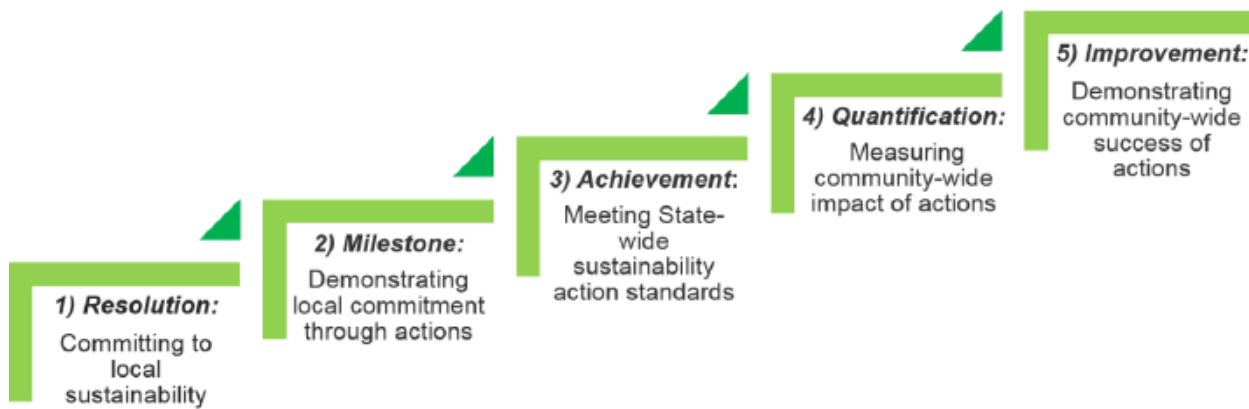 1) Resolution:
Committing to
local
sustainability
2) Milestone:
Demonstrating
local commitment
through actions
3) Achievement:
Meeting State-
wide
sustainability
action standards
4) Quantification:
Measuring
community-wide
impact of actions
5) Improvement:
Demonstrating
community-wide
success of
actions